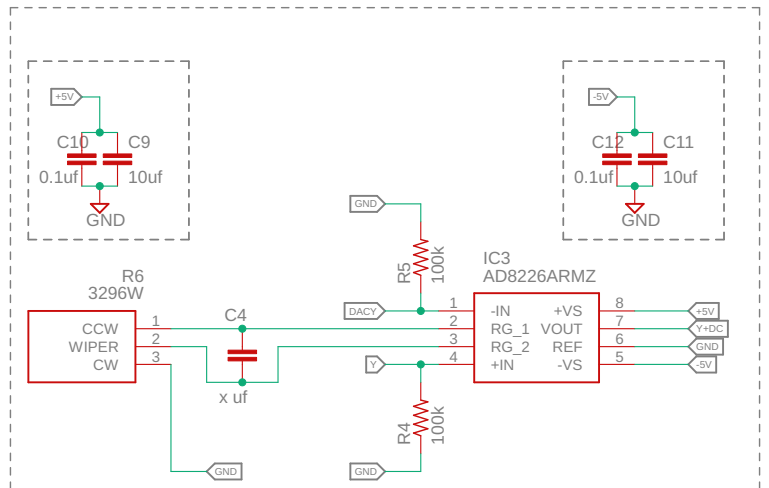 +5V
-5V
C10
C9
C12
C11
0.1uf
10uf
0.1uf
10uf
GND
GND
GND
R5
100k
IC3
AD8226ARMZ
R6
3296W
C4
DACY
1
-IN
+VS
8
+5V
CCW
1
2
RG_1
VOUT
7
Y+DC
WIPER
2
3
RG_2
REF
6
GND
CW
3
Y
4
+IN
-VS
5
-5V
x uf
R4
100k
GND
GND